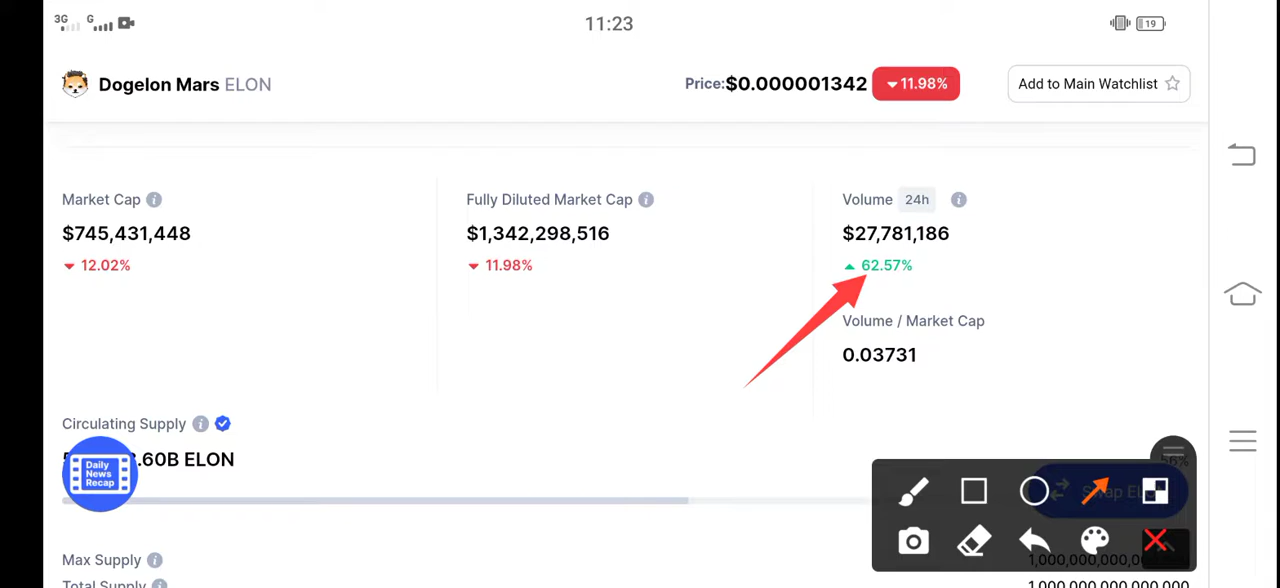 3G G 11:23 19
Dogelon Mars ELON Price:$0.000001342 11.98% Add to Main Watchlist
Market Cap Fully Diluted Market Cap Volume 24h
$745,431,448 $1,342,298,516 $27,781,186
12.02% 11.98% 62.57%
Volume / Market Cap
0.03731
Circulating Supply
.60B ELON
Daily
News
Recap
Swap
Max Supply 1,000,000,000,
Total Supply